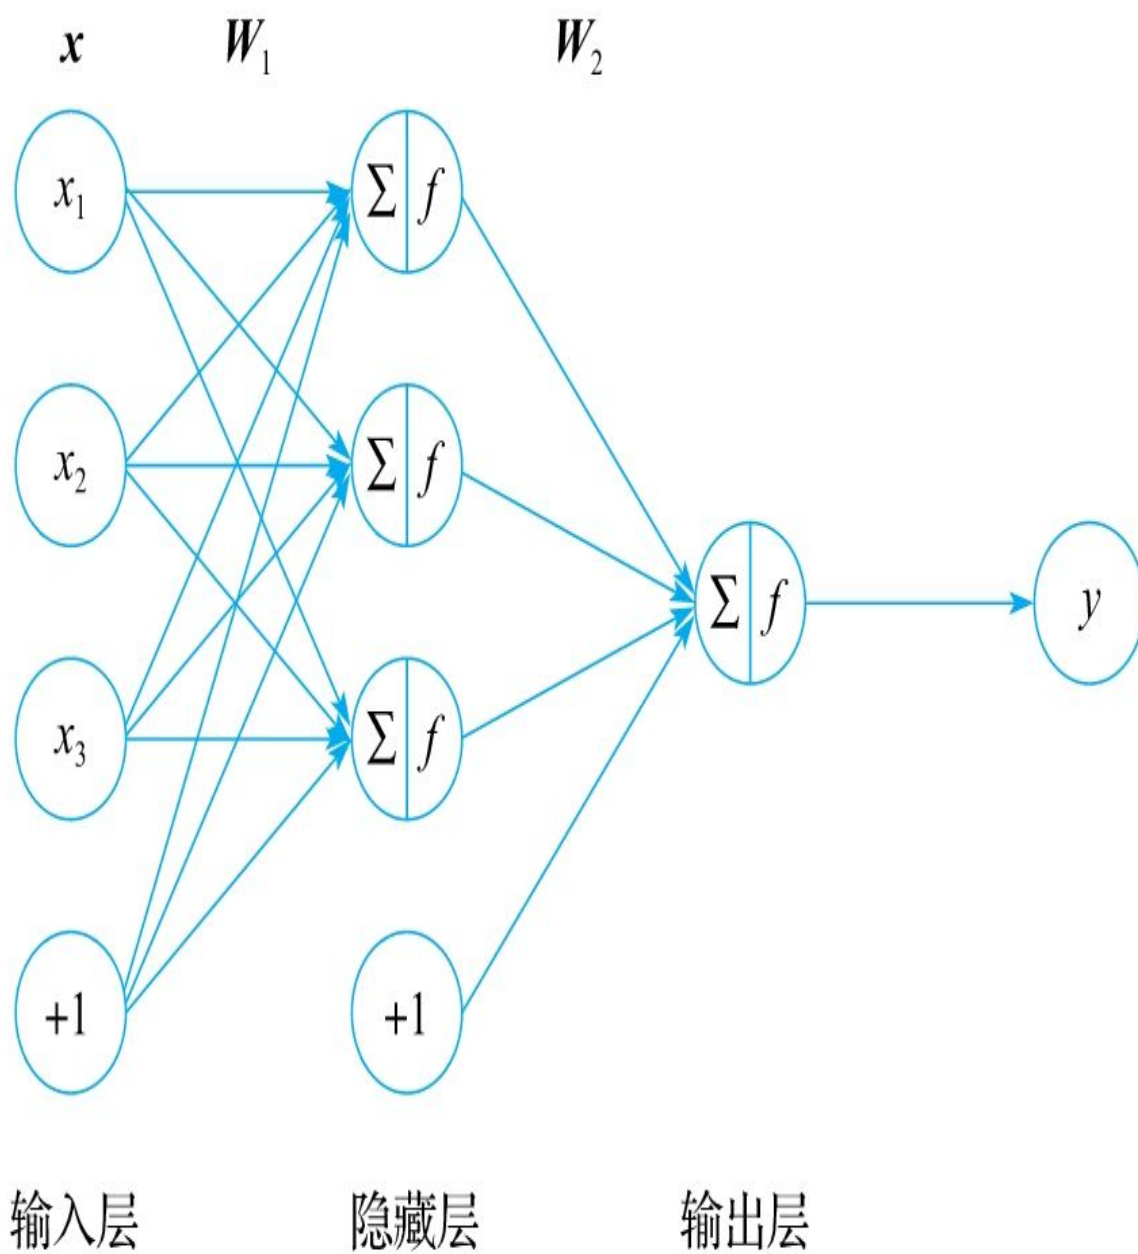 x W₁ W₂
x₁ Σ f
x₂ Σ f
Σ f y
x₃ Σ f
+1 +1
输入层 隐藏层 输出层